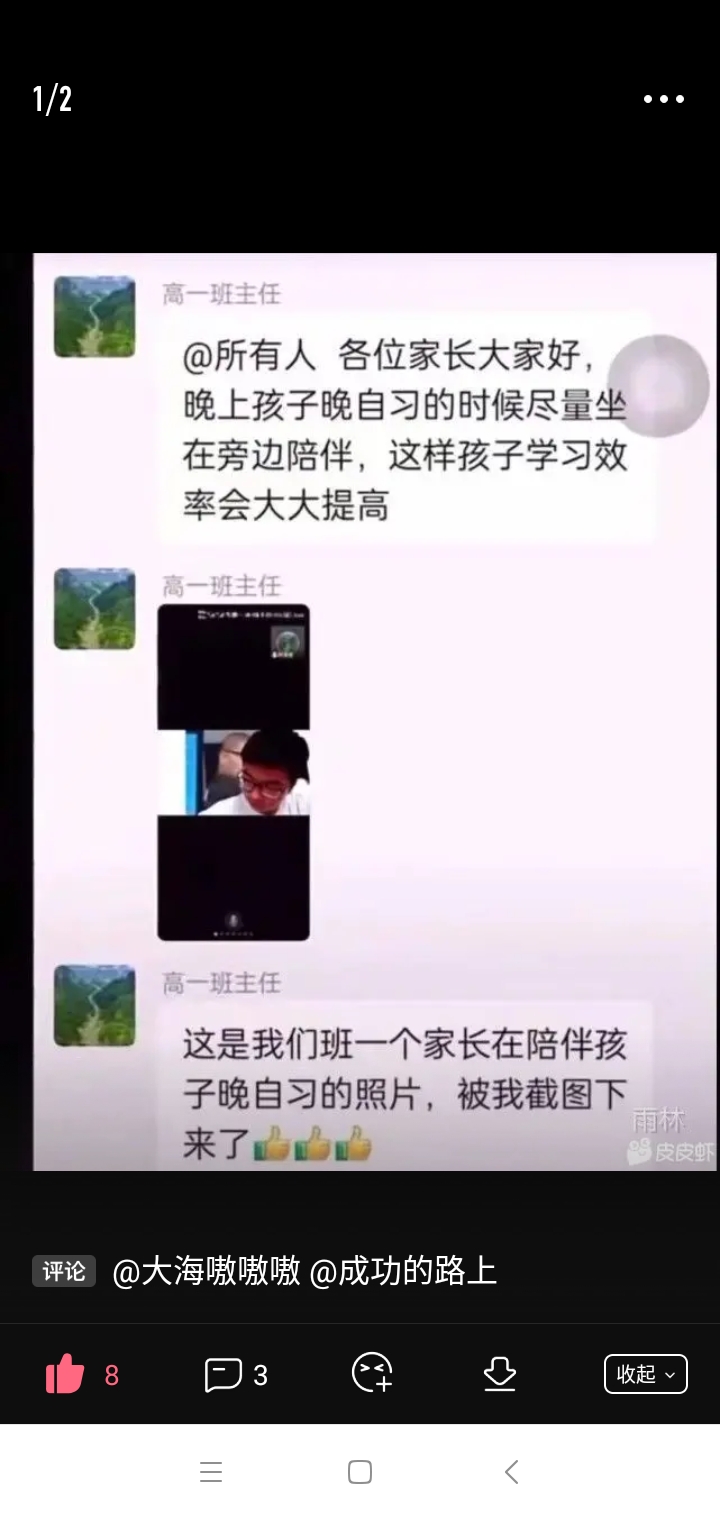 1/2
高一班主任
@所有人 各位家长大家好，
晚上孩子晚自习的时候尽量坐
在旁边陪伴，这样孩子学习效
率会大大提高
高一班主任
高一班主任
这是我们班一个家长在陪伴孩
子晚自习的照片，被我截图下
来了👍👍👍
雨林
皮皮虾
评论 @大海嗷嗷嗷 @成功的路上
8
3
收起